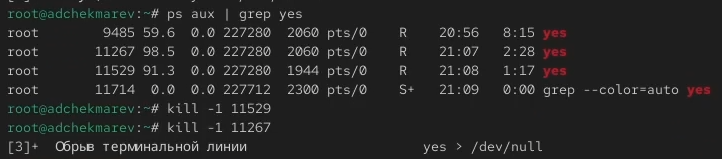 root@adchekmarev:~# ps aux | grep yes
root 9485 59.6 0.0 227280 2060 pts/0 R 20:56 8:15 yes
root 11267 98.5 0.0 227280 2060 pts/0 R 21:07 2:28 yes
root 11529 91.3 0.0 227280 1944 pts/0 R 21:08 1:17 yes
root 11714 0.0 0.0 227712 2300 pts/0 S+ 21:09 0:00 grep --color=auto yes
root@adchekmarev:~# kill -1 11529
root@adchekmarev:~# kill -1 11267
[3]+ Обрыв терминальной линии yes > /dev/null